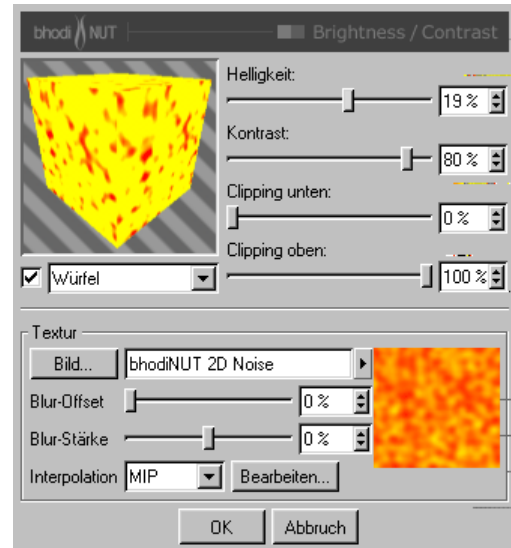 bhodi NUT Brightness / Contrast
Helligkeit:
19 %
Kontrast:
80 %
Clipping unten:
0 %
Clipping oben:
100 %
Würfel
Textur
Bild... bhodiNUT 2D Noise
Blur-Offset 0 %
Blur-Stärke 0 %
Interpolation MIP Bearbeiten...
OK Abbruch